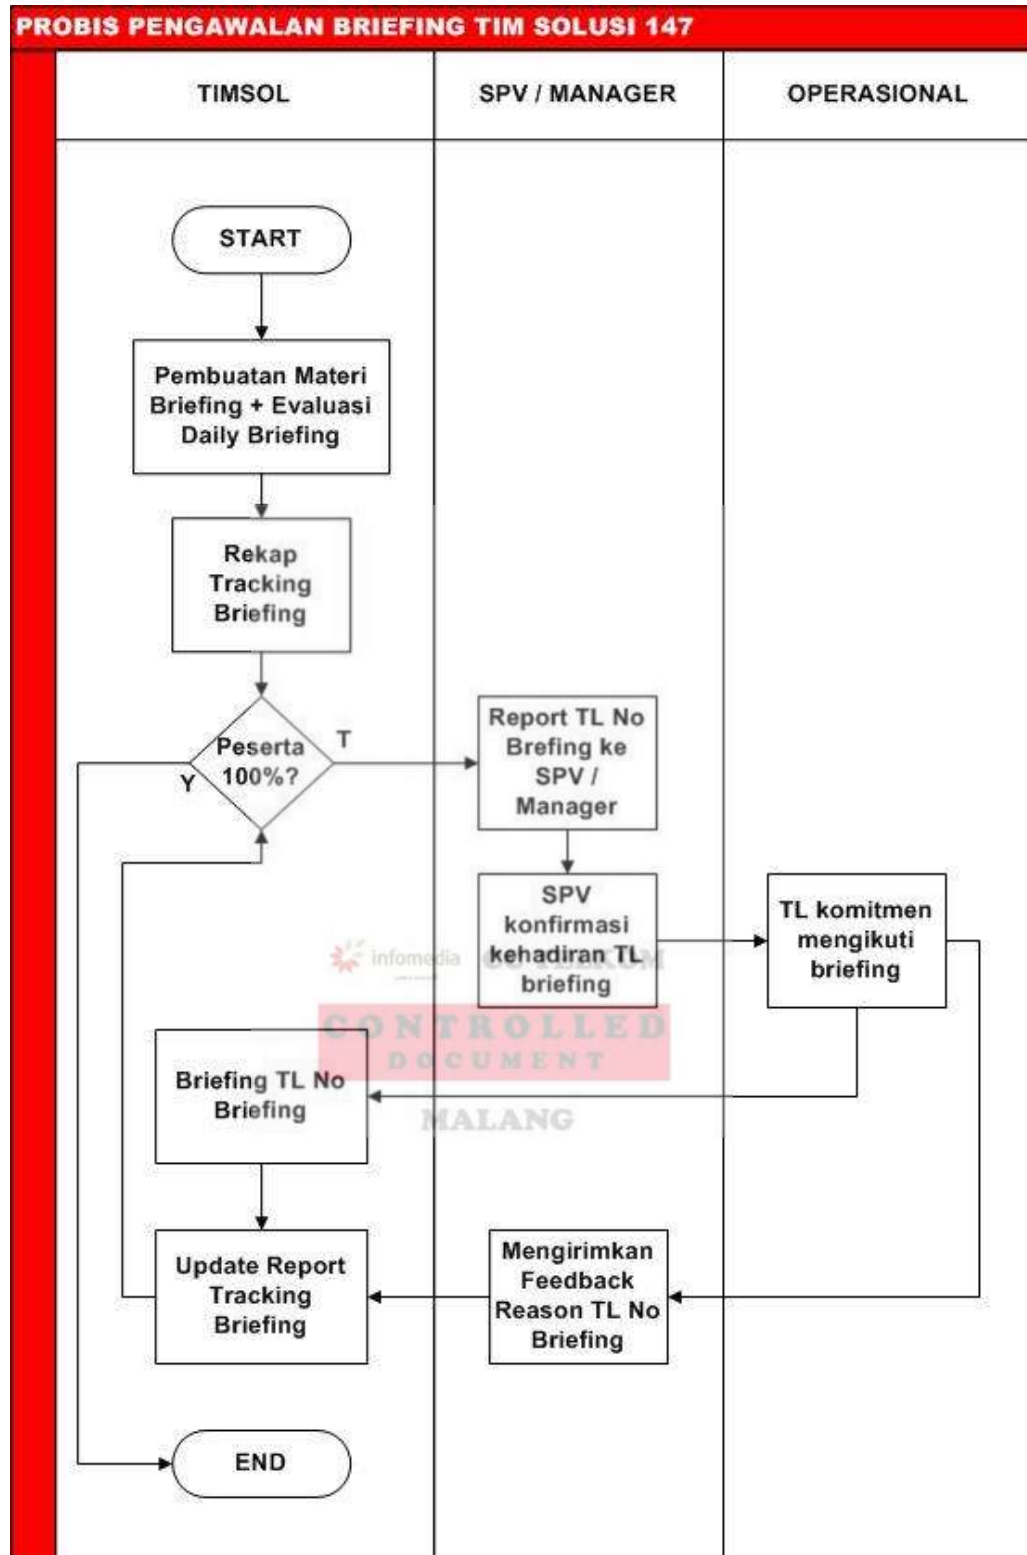 PROBIS PENGAWALAN BRIEFING TIM SOLUSI 147
TIMSOL
SPV / MANAGER
OPERASIONAL
START
Pembuatan Materi
Briefing + Evaluasi
Daily Briefing
Rekap
Tracking
Briefing
Peserta
100%?
Y
T
Report TL No
Brefing ke
SPV /
Manager
SPV
konfirmasi
kehadiran TL
briefing
TL komitmen
mengikuti
briefing
infomedia
TELKOM
CONTROLLED
DOCUMENT
MALANG
Briefing TL No
Briefing
Update Report
Tracking
Briefing
Mengirimkan
Feedback
Reason TL No
Briefing
END